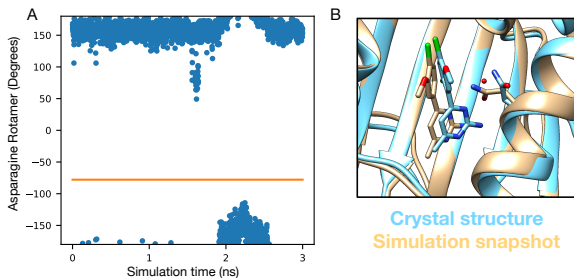 A
B
Asparagine Rotamer (Degrees)
150
100
50
0
−50
−100
−150
0
1
2
3
Simulation time (ns)
Crystal structure
Simulation snapshot